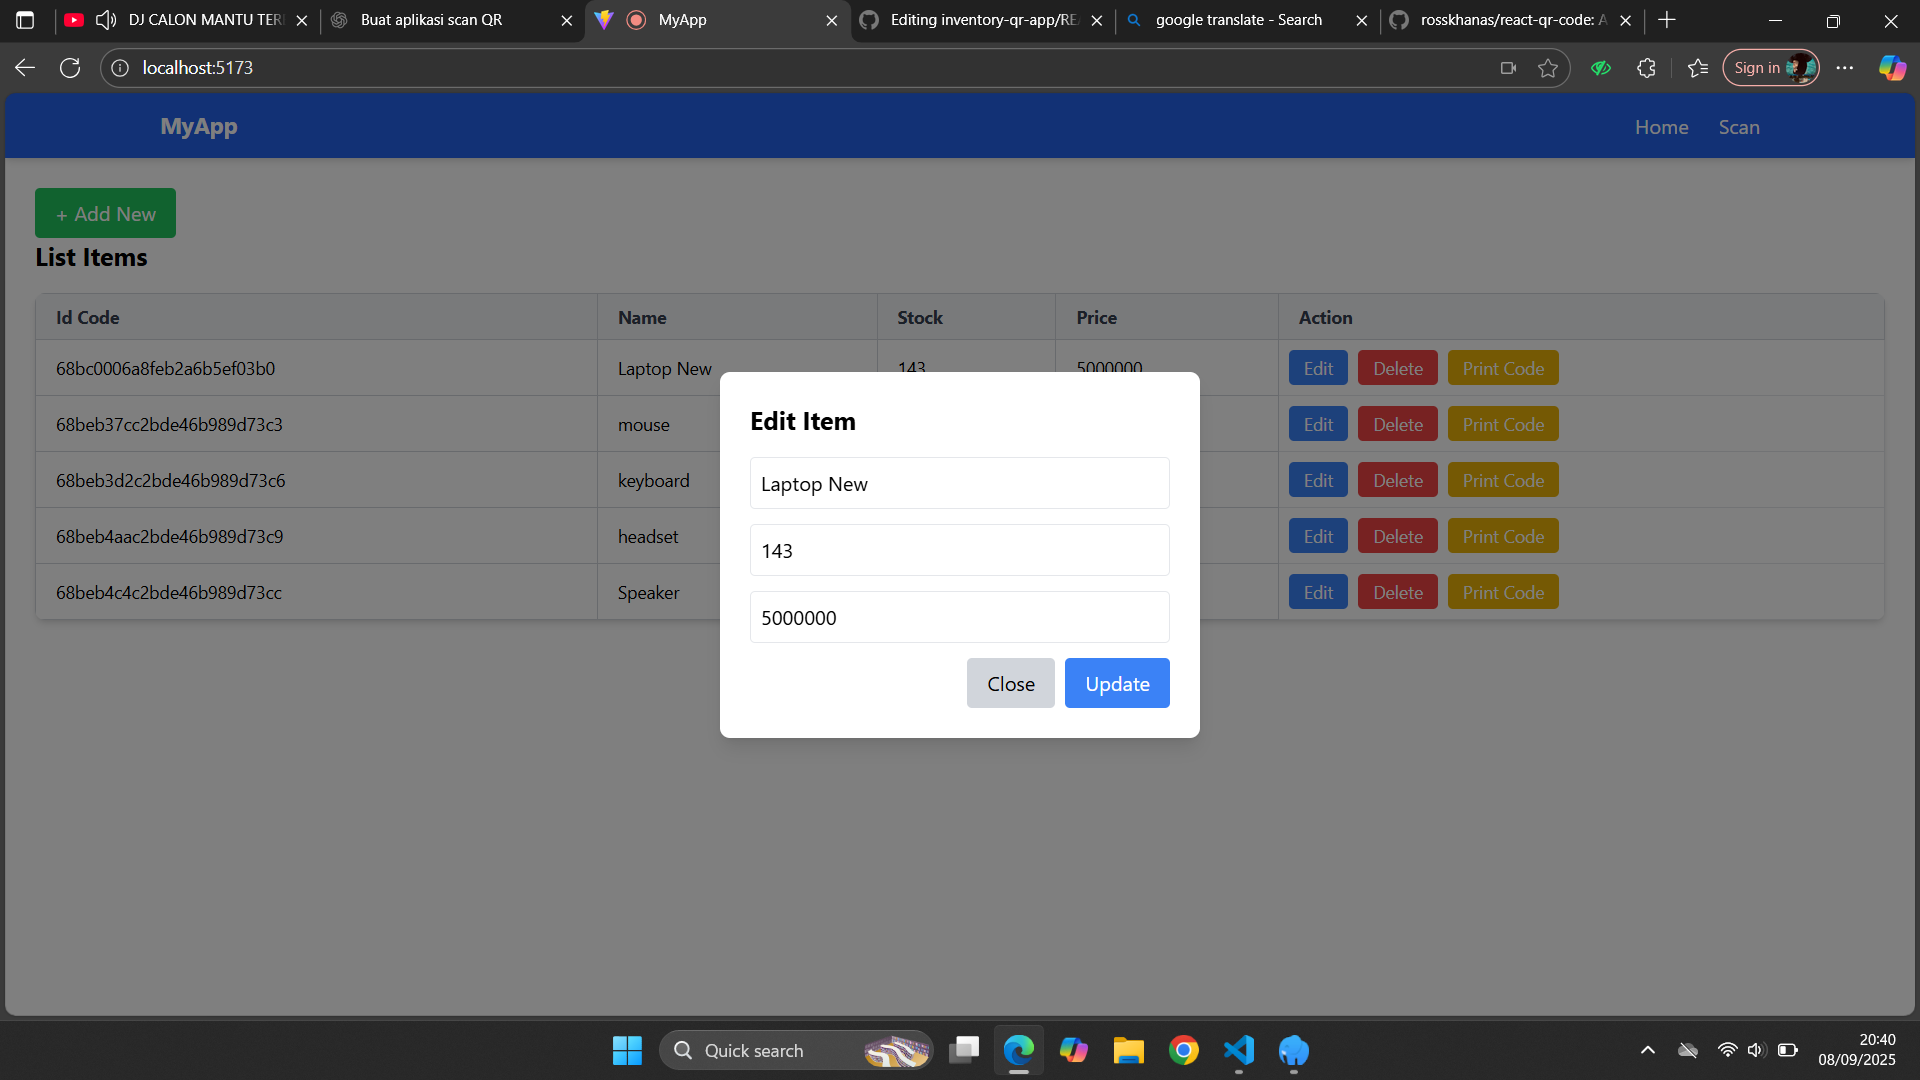 DJ CALON MANTU TER
Buat aplikasi scan QR
MyApp
Editing inventory-qr-app/RE
google translate - Search
rosskhanas/react-qr-code: A
localhost:5173
Sign in
MyApp
Home
Scan
+ Add New
List Items
Id Code Name Stock Price Action
68bc0006a8feb2a6b5ef03b0 Laptop New 143 5000000 Edit Delete Print Code
68beb37cc2bde46b989d73c3 mouse Edit Delete Print Code
68beb3d2c2bde46b989d73c6 keyboard Edit Delete Print Code
68beb4aac2bde46b989d73c9 headset Edit Delete Print Code
68beb4c4c2bde46b989d73cc Speaker Edit Delete Print Code
Edit Item
Laptop New
143
5000000
Close Update
Quick search
20:40
08/09/2025